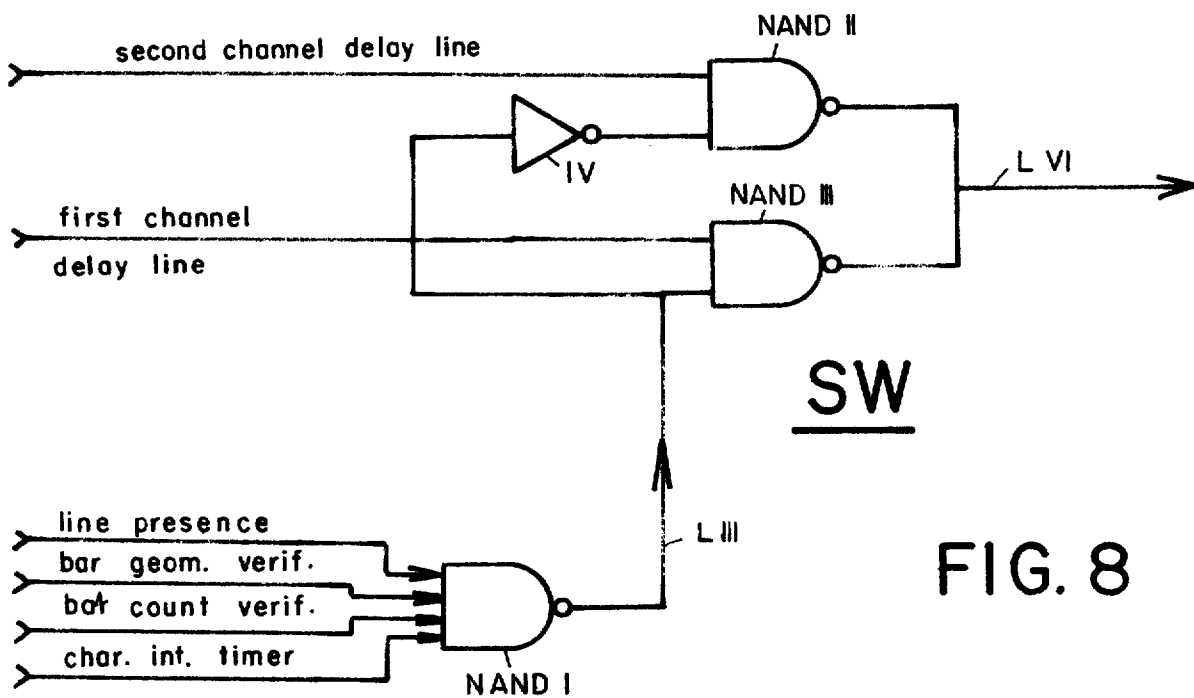 NAND II
second channel delay line
IV
L VI
NAND III
first channel
delay line
SW
line presence
L III
bar geom. verif.
bar count verif.
char. int. timer
NAND I
FIG. 8